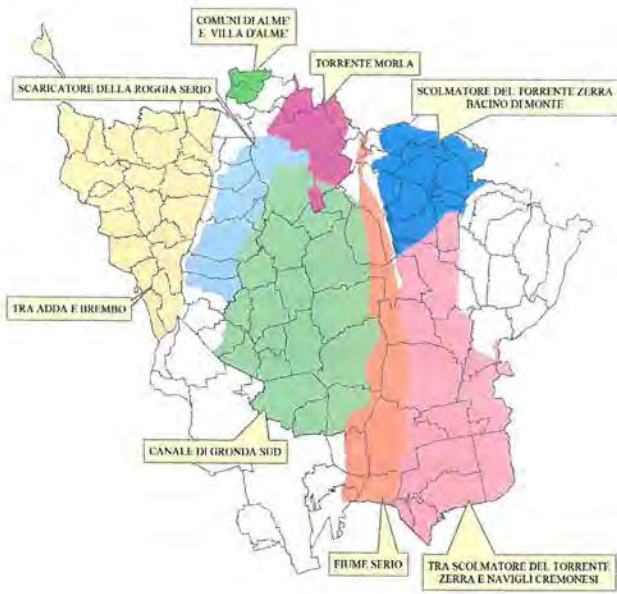 COMUNI DI ALME'
E VILLA D'ALME'
TORRENTE MORLA
SCARICATORE DELLA ROGGIA SERIO
SCOLMATORE DEL TORRENTE ZERRA
BACINO DI MONTE
TRA ADDA E BREMBO
CANALE DI GRONDA SUD
FIUME SERIO
TRA SCOLMATORE DEL TORRENTE
ZERRA E NAVIGLI CREMONESI